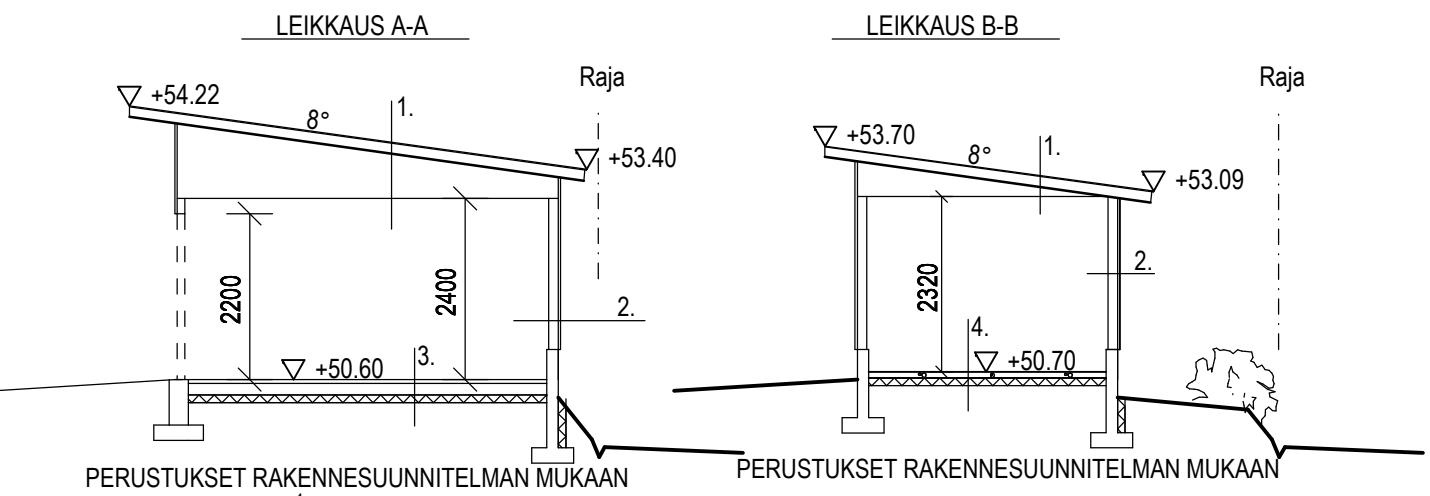 LEIKKAUS A-A
Raja
+54.22
8°
1.
+53.40
2200
2400
2.
3.
+50.60
PERUSTUKSET RAKENNESUUNNITELMAN MUKAAN
LEIKKAUS B-B
Raja
+53.70
8°
1.
+53.09
2320
2.
4.
+50.70
PERUSTUKSET RAKENNESUUNNITELMAN MUKAAN